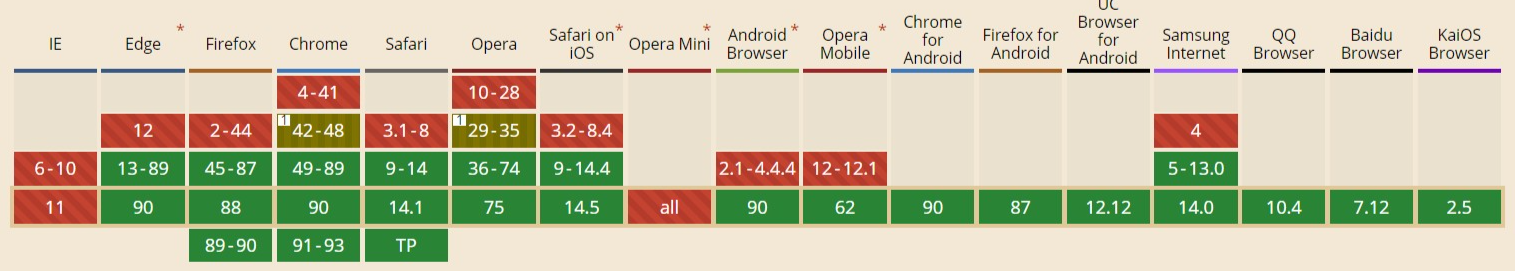 IE
Edge *
Firefox
Chrome
Safari
Opera
Safari on *
iOS
Opera Mini *
Android *
Browser
Opera *
Mobile
Chrome
for
Android
Firefox for
Android
UC
Browser
for
Android
Samsung
Internet
QQ
Browser
Baidu
Browser
KaiOS
Browser
4-41 10-28
12 2-44 1 42-48 3.1-8 1 29-35 3.2-8.4 4
6-10 13-89 45-87 49-89 9-14 36-74 9-14.4 2.1-4.4.4 12-12.1 5-13.0
11 90 88 90 14.1 75 14.5 all 90 62 90 87 12.12 14.0 10.4 7.12 2.5
89-90 91-93 TP